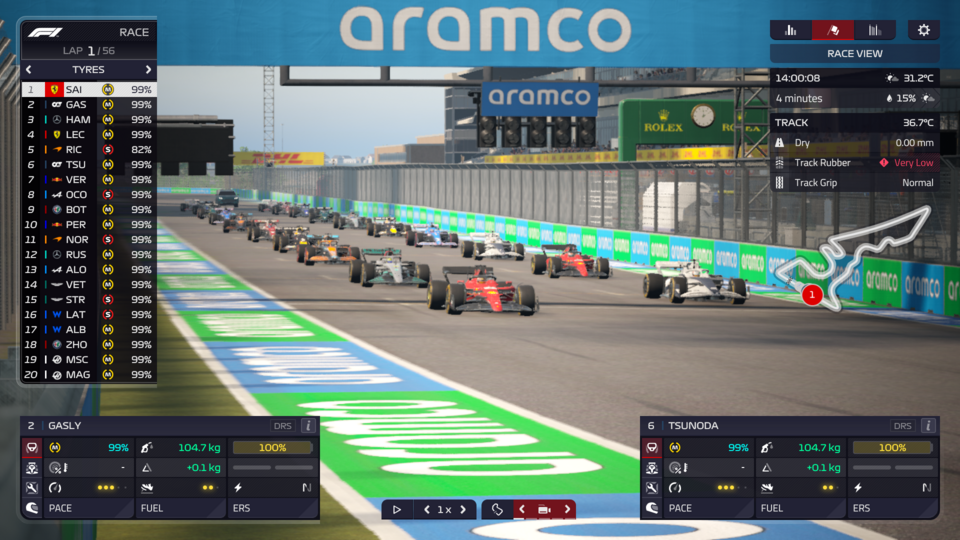 aramco
F1 RACE
LAP 1 / 56
TYRES
1 SAI M 99%
2 GAS M 99%
3 HAM M 99%
4 LEC M 99%
5 RIC S 82%
6 TSU M 99%
7 VER M 99%
8 OCO S 99%
9 BOT M 99%
10 PER M 99%
11 NOR S 99%
12 RUS M 99%
13 ALO M 99%
14 VET M 99%
15 STR S 99%
16 LAT S 99%
17 ALB M 99%
18 ZHO M 99%
19 MSC M 99%
20 MAG M 99%
RACE VIEW
14:00:08 31.2°C
4 minutes 15%
TRACK 36.7°C
Dry 0.00 mm
Track Rubber Very Low
Track Grip Normal
1
aramco
ROLEX
DHL
aramco
aramco
aramco
aramco
aramco
2 GASLY DRS i
M 99% 104.7 kg 100%
- +0.1 kg
N
PACE FUEL ERS
1x
6 TSUNODA DRS i
M 99% 104.7 kg 100%
- +0.1 kg
N
PACE FUEL ERS